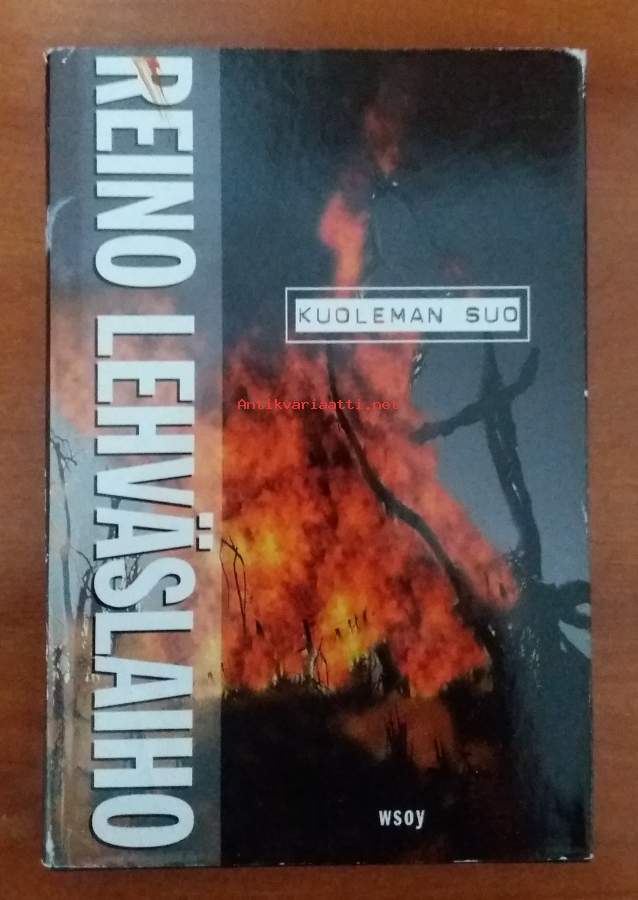 REINO LEHVÄSLAIHO
KUOLEMAN SUO
Antikvariaatti.net
wsoy